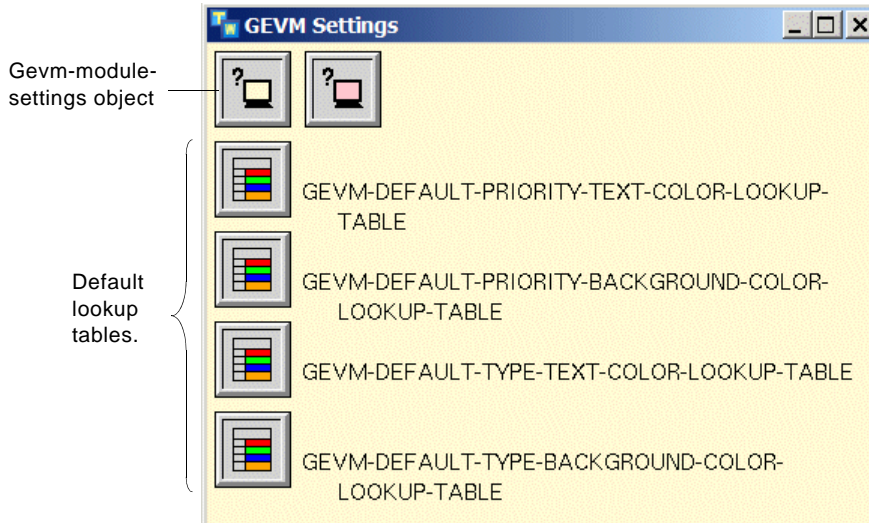 TW GEVM Settings
Gevm-module-
settings object
GEVM-DEFAULT-PRIORITY-TEXT-COLOR-LOOKUP-
TABLE
GEVM-DEFAULT-PRIORITY-BACKGROUND-COLOR-
LOOKUP-TABLE
Default
lookup
tables.
GEVM-DEFAULT-TYPE-TEXT-COLOR-LOOKUP-TABLE
GEVM-DEFAULT-TYPE-BACKGROUND-COLOR-
LOOKUP-TABLE